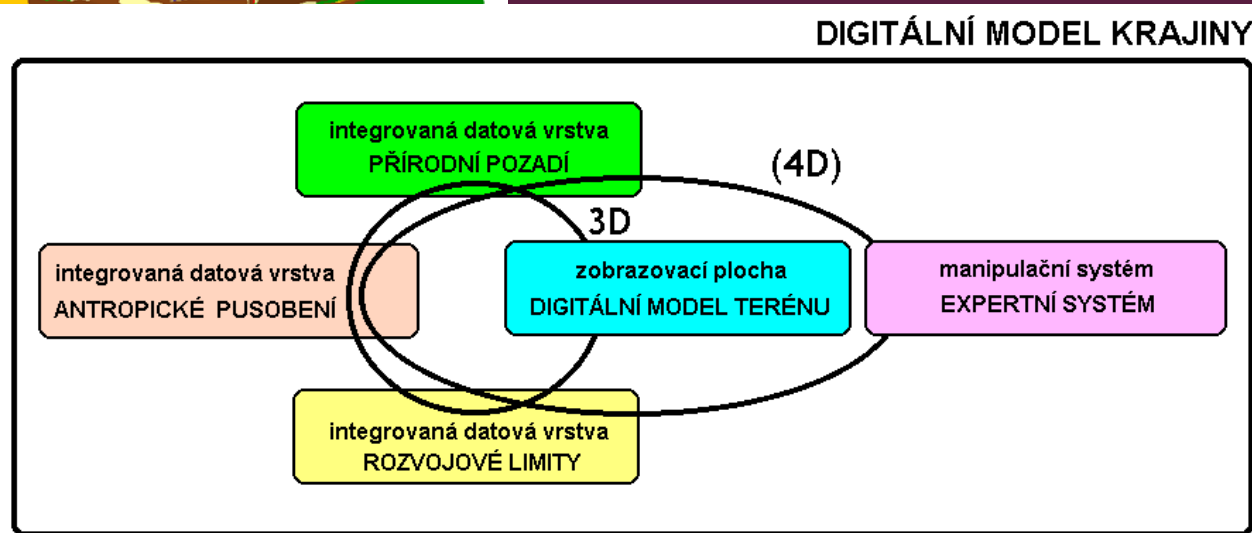 DIGITÁLNÍ MODEL KRAJINY
integrovaná datová vrstva
PŘÍRODNÍ POZADÍ
(4D)
3D
integrovaná datová vrstva
ANTROPICKÉ PUSOBENÍ
zobrazovací plocha
DIGITÁLNÍ MODEL TERÉNU
manipulační systém
EXPERTNÍ SYSTÉM
integrovaná datová vrstva
ROZVOJOVÉ LIMITY